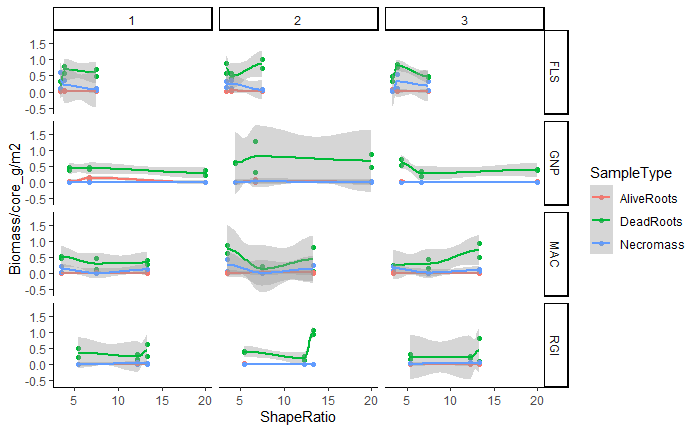 1 2 3
1.5
1.0
0.5
0.0
-0.5
FLS
1.5
1.0
0.5
0.0
-0.5
GNP
1.5
1.0
0.5
0.0
-0.5
MAC
1.5
1.0
0.5
0.0
-0.5
RGI
Biomass/core_g/m2
5 10 15 20 5 10 15 20 5 10 15 20
ShapeRatio
SampleType
AliveRoots
DeadRoots
Necromass